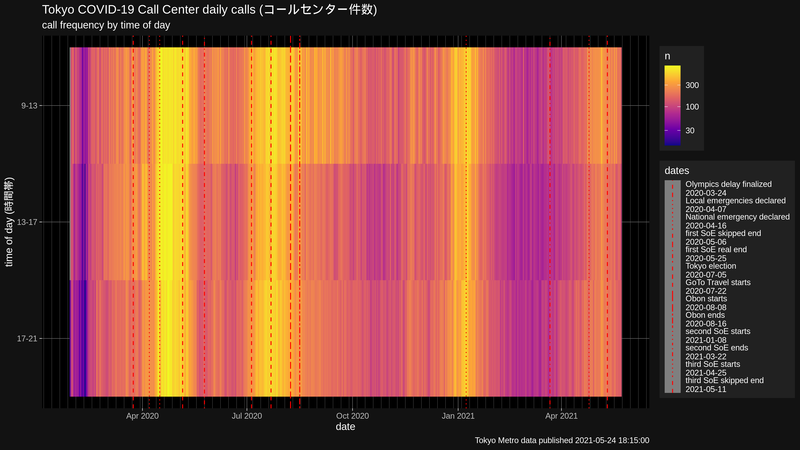 Tokyo COVID-19 Call Center daily calls (コールセンター件数)
call frequency by time of day
n
300
100
30
9-13
13-17
17-21
time of day (時間帯)
dates
Olympics delay finalized
2020-03-24
Local emergencies declared
2020-04-07
National emergency declared
2020-04-16
first SoE skipped end
2020-05-06
first SoE real end
2020-05-25
Tokyo election
2020-07-05
GoTo Travel starts
2020-07-22
Obon starts
2020-08-08
Obon ends
2020-08-16
second SoE starts
2021-01-08
second SoE ends
2021-03-22
third SoE starts
2021-04-25
third SoE skipped end
2021-05-11
Apr 2020
Jul 2020
Oct 2020
Jan 2021
Apr 2021
date
Tokyo Metro data published 2021-05-24 18:15:00